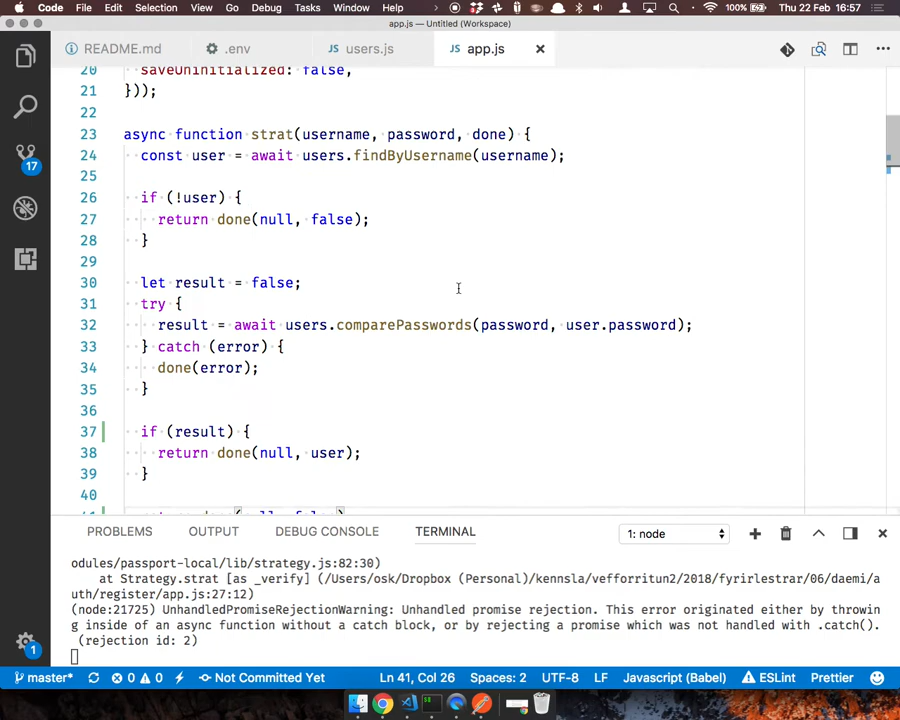 Code File Edit Selection View Go Debug Tasks Window Help 100% Thu 22 Feb 16:57
app.js — Untitled (Workspace)
README.md .env JS users.js JS app.js
20 saveUninitialized: false,
21 }));
22
23 async function strat(username, password, done) {
24 const user = await users.findByUsername(username);
25
26 if (!user) {
27 return done(null, false);
28 }
29
30 let result = false;
31 try {
32 result = await users.comparePasswords(password, user.password);
33 } catch (error) {
34 done(error);
35 }
36
37 if (result) {
38 return done(null, user);
39 }
40
17
PROBLEMS OUTPUT DEBUG CONSOLE TERMINAL 1: node
odules/passport-local/lib/strategy.js:82:30)
at Strategy.strat [as _verify] (/Users/osk/Dropbox (Personal)/kennsla/vefforritun2/2018/fyrirlestrar/06/daemi/a
uth/register/app.js:27:12)
(node:21725) UnhandledPromiseRejectionWarning: Unhandled promise rejection. This error originated either by throwin
g inside of an async function without a catch block, or by rejecting a promise which was not handled with .catch().
(rejection id: 2)
1
master* 0 0 Not Committed Yet Ln 41, Col 26 Spaces: 2 UTF-8 LF Javascript (Babel) ESLint Prettier